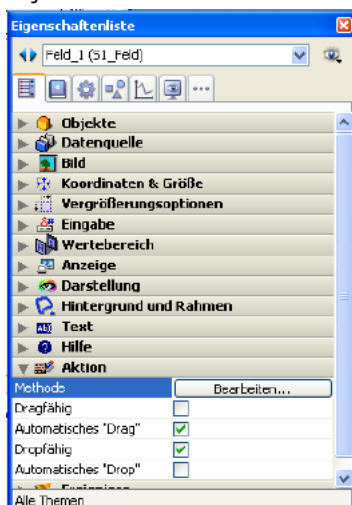 Eigenschaftenliste
Feld_1 (51_Feld)
Objekte
Datenquelle
Bild
Koordinaten & Größe
Vergrößerungsoptionen
Eingabe
Wertebereich
Anzeige
Darstellung
Hintergrund und Rahmen
Text
Hilfe
Aktion
Methode Bearbeiten...
Dragfähig
Automatisches "Drag"
Dropfähig
Automatisches "Drop"
Alle Themen